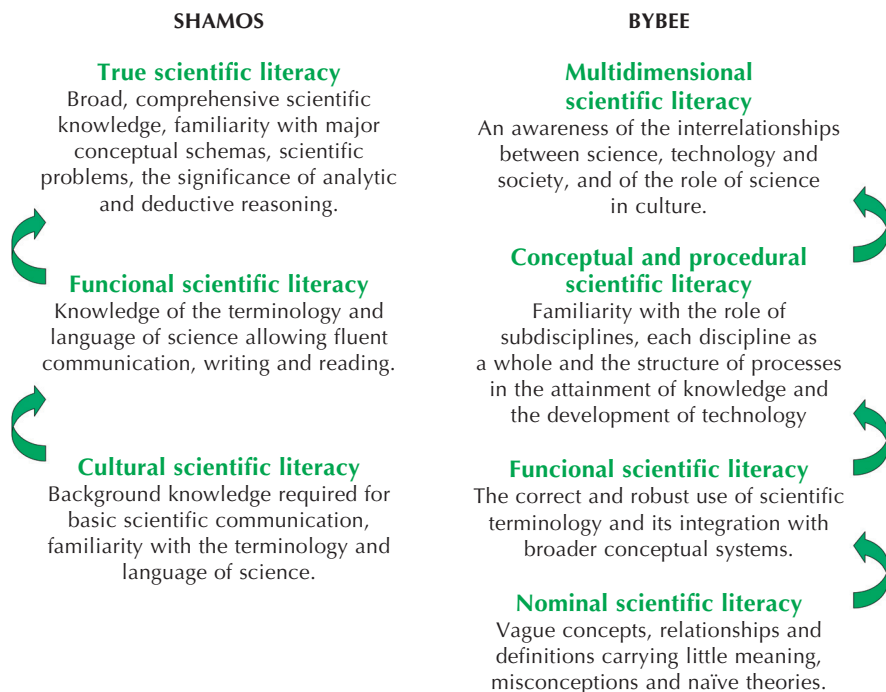 SHAMOS
True scientific literacy
Broad, comprehensive scientific
knowledge, familiarity with major
conceptual schemas, scientific
problems, the significance of analytic
and deductive reasoning.
Funcional scientific literacy
Knowledge of the terminology and
language of science allowing fluent
communication, writing and reading.
Cultural scientific literacy
Background knowledge required for
basic scientific communication,
familiarity with the terminology and
language of science.
BYBEE
Multidimensional
scientific literacy
An awareness of the interrelationships
between science, technology and
society, and of the role of science
in culture.
Conceptual and procedural
scientific literacy
Familiarity with the role of
subdisciplines, each discipline as
a whole and the structure of processes
in the attainment of knowledge and
the development of technology
Funcional scientific literacy
The correct and robust use of scientific
terminology and its integration with
broader conceptual systems.
Nominal scientific literacy
Vague concepts, relationships and
definitions carrying little meaning,
misconceptions and naïve theories.